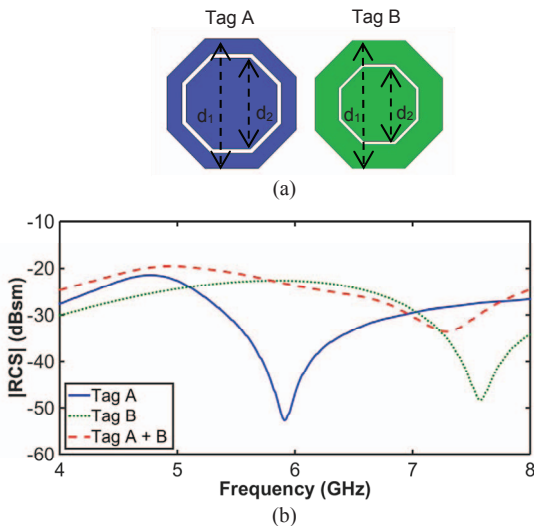 Tag A Tag B
d₁ d₂ d₁ d₂
(a)
-10
-20
-30
-40
-50
-60
|RCS| (dBsm)
Tag A
Tag B
Tag A + B
4 5 6 7 8
Frequency (GHz)
(b)